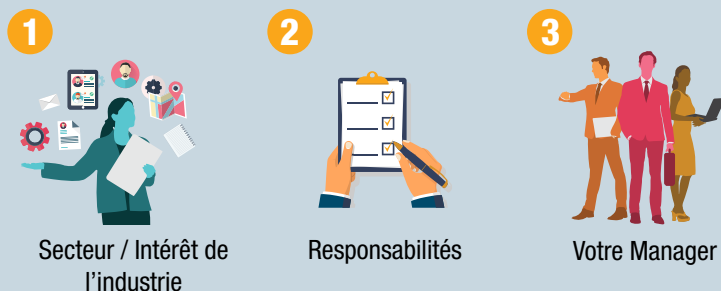 1
2
3
Secteur / Intérêt de
l'industrie
Responsabilités
Votre Manager